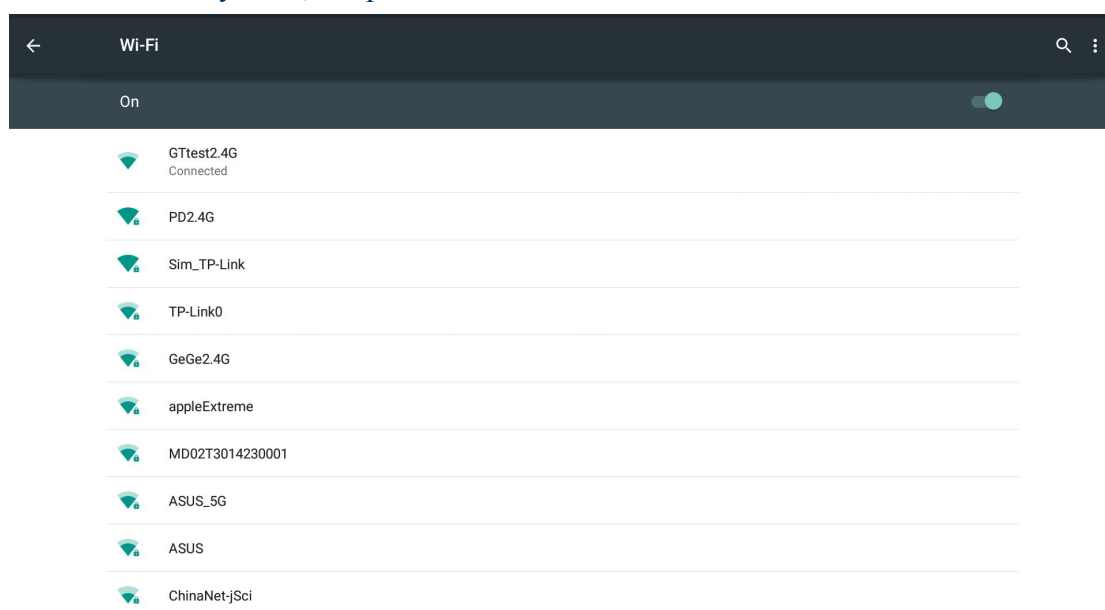 Wi-Fi
On
GTtest2.4G
Connected
PD2.4G
Sim_TP-Link
TP-Link0
GeGe2.4G
appleExtreme
MD02T3014230001
ASUS_5G
ASUS
ChinaNet-jSci